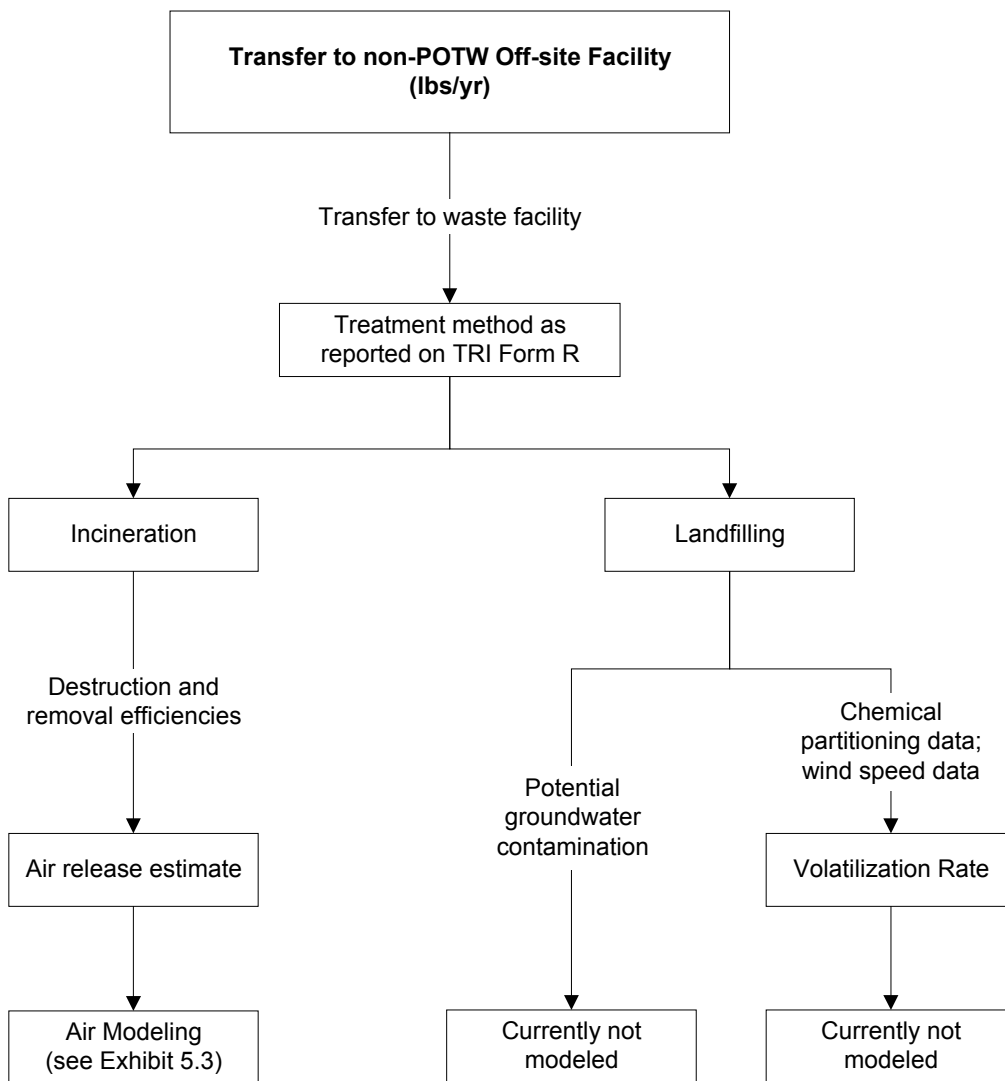 Transfer to non-POTW Off-site Facility
(lbs/yr)
Transfer to waste facility
Treatment method as
reported on TRI Form R
Incineration
Landfilling
Destruction and
removal efficiencies
Chemical
partitioning data;
wind speed data
Potential
groundwater
contamination
Air release estimate
Volatilization Rate
Air Modeling
(see Exhibit 5.3)
Currently not
modeled
Currently not
modeled